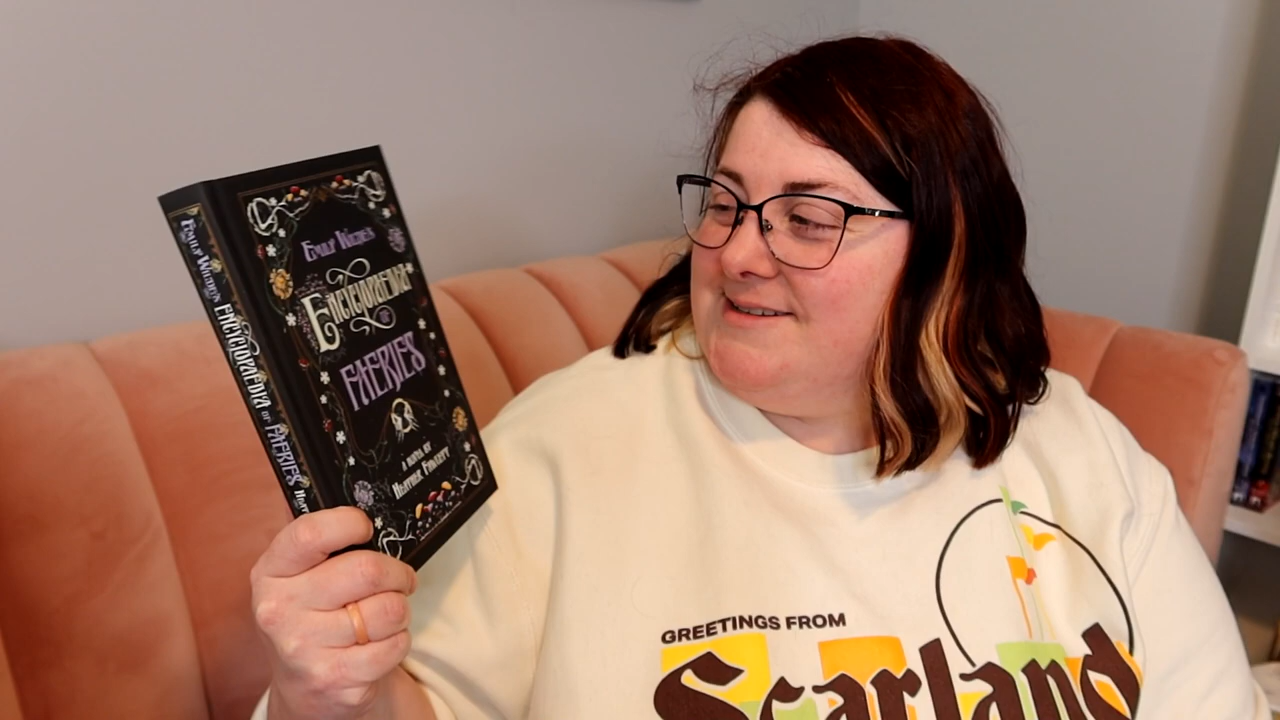 EMILY WILDE'S
ENCYCLOPAEDIA
OF
FAERIES
A NOVEL BY
HEATHER FAWCETT
EMILY WILDE'S ENCYCLOPAEDIA OF FAERIES
GREETINGS FROM
Scarland